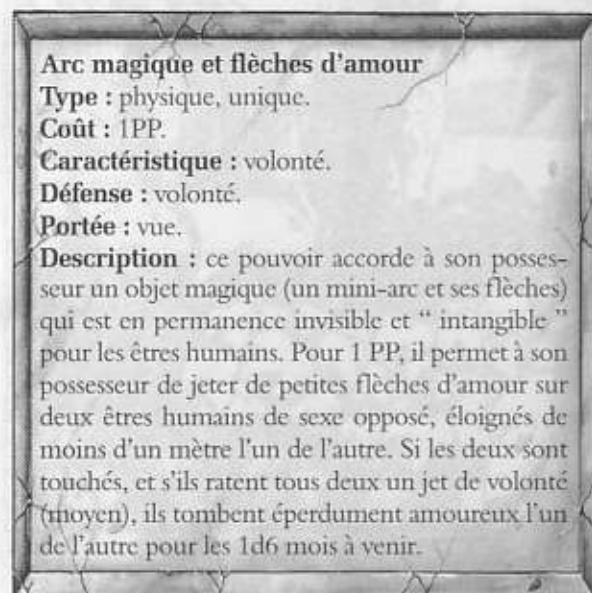 Arc magique et flèches d'amour
Type : physique, unique.
Coût : 1PP.
Caractéristique : volonté.
Défense : volonté.
Portée : vue.
Description : ce pouvoir accorde à son posses-
seur un objet magique (un mini-arc et ses flèches)
qui est en permanence invisible et “ intangible ”
pour les êtres humains. Pour 1 PP, il permet à son
possesseur de jeter de petites flèches d'amour sur
deux êtres humains de sexe opposé, éloignés de
moins d'un mètre l'un de l'autre. Si les deux sont
touchés, et s'ils ratent tous deux un jet de volonté
(moyen), ils tombent éperdument amoureux l'un
de l'autre pour les 1d6 mois à venir.